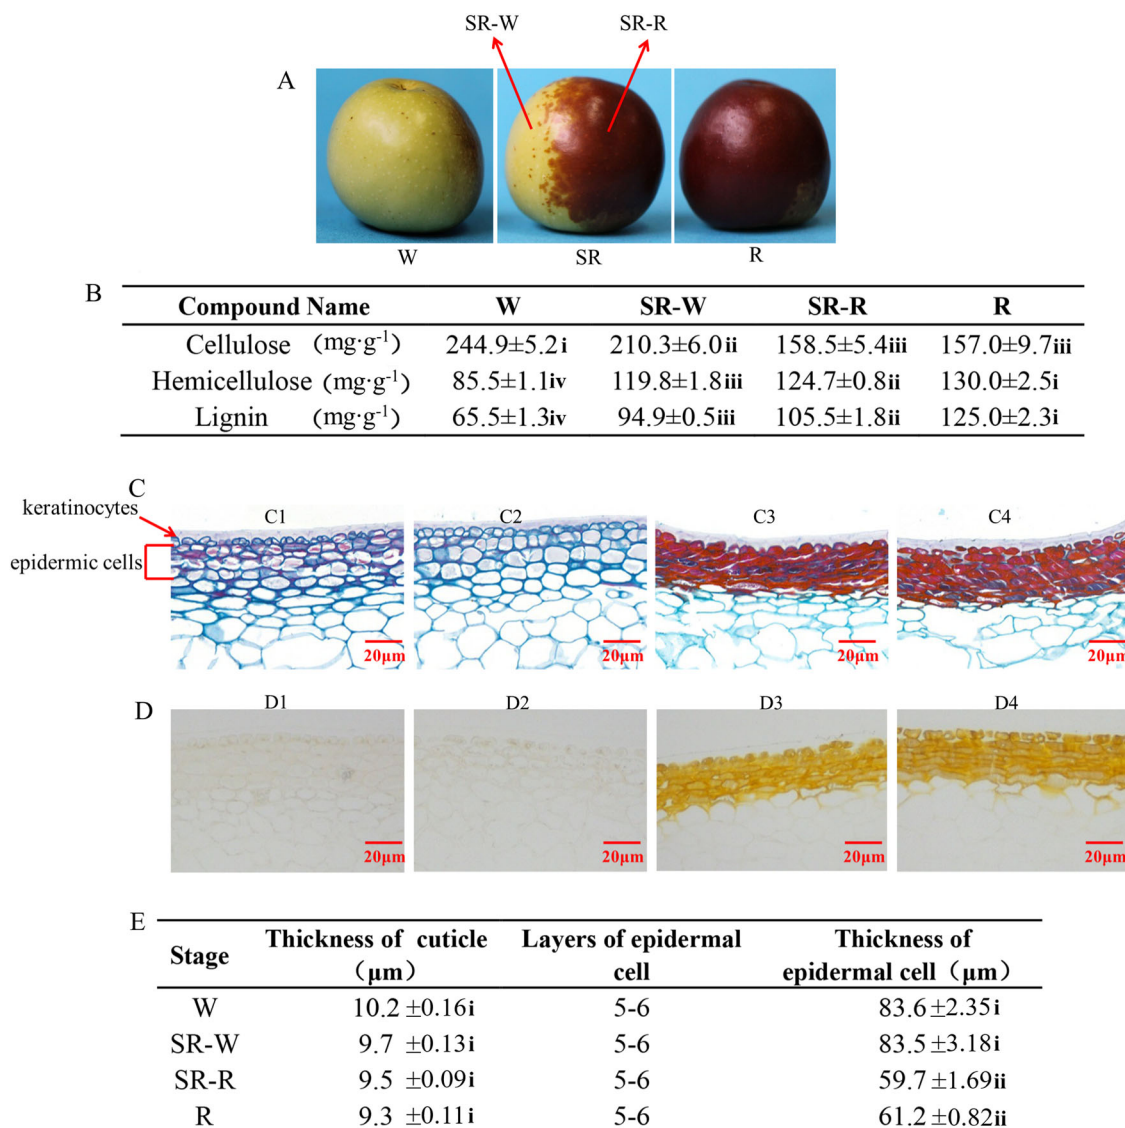 SR-W SR-R
A
W SR R
B
Compound Name W SR-W SR-R R
Cellulose (mg·g-1) 244.9±5.2i 210.3±6.0ii 158.5±5.4iii 157.0±9.7iii
Hemicellulose (mg·g-1) 85.5±1.1iv 119.8±1.8iii 124.7±0.8ii 130.0±2.5i
Lignin (mg·g-1) 65.5±1.3iv 94.9±0.5iii 105.5±1.8ii 125.0±2.3i
C
keratinocytes
epidermic cells
C1 C2 C3 C4
20μm 20μm 20μm 20μm
D
D1 D2 D3 D4
20μm 20μm 20μm 20μm
E
Stage Thickness of cuticle (μm) Layers of epidermal cell Thickness of epidermal cell (μm)
W 10.2 ±0.16i 5-6 83.6±2.35i
SR-W 9.7 ±0.13i 5-6 83.5±3.18i
SR-R 9.5 ±0.09i 5-6 59.7±1.69ii
R 9.3 ±0.11i 5-6 61.2±0.82ii